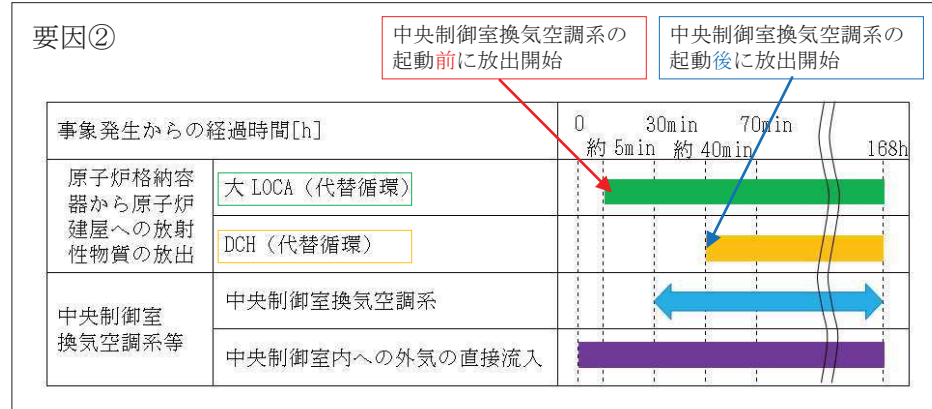 要因②
中央制御室換気空調系の
起動前に放出開始
中央制御室換気空調系の
起動後に放出開始
事象発生からの経過時間[h]
0 30min 70min
約 5min 約 40min 168h
原子炉格納容
器から原子炉
建屋への放射
性物質の放出
大 LOCA（代替循環）
DCH（代替循環）
中央制御室
換気空調系等
中央制御室換気空調系
中央制御室内への外気の直接流入